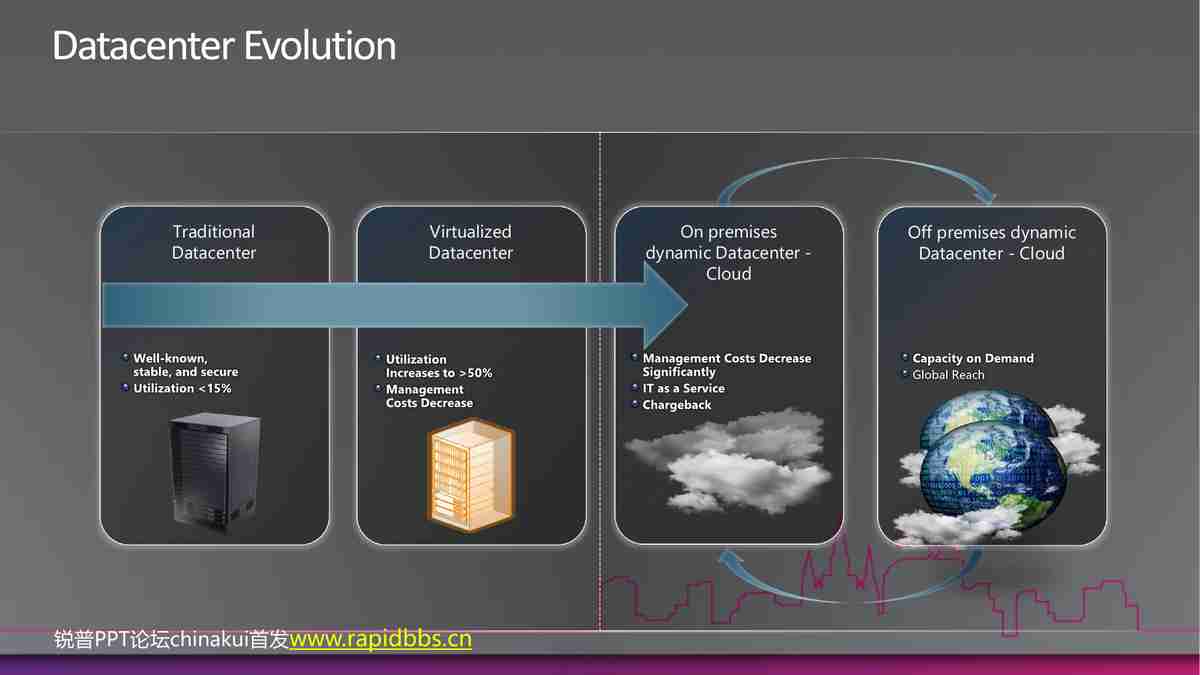 Datacenter Evolution
Traditional
Datacenter
Well-known,
stable, and secure
Utilization <15%
Virtualized
Datacenter
Utilization
Increases to >50%
Management
Costs Decrease
On premises
dynamic Datacenter -
Cloud
Management Costs Decrease
Significantly
IT as a Service
Chargeback
Off premises dynamic
Datacenter - Cloud
Capacity on Demand
Global Reach
锐普PPT论坛chinakui首发www.rapidbbs.cn